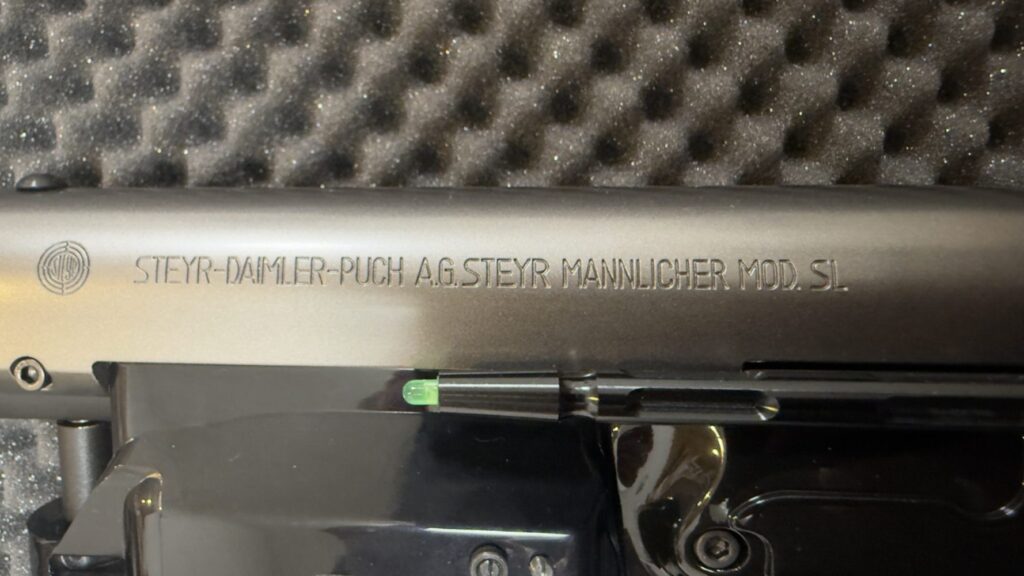 STEYR-DAIMLER-PUCH A.G. STEYR MANNLICHER MOD. SL